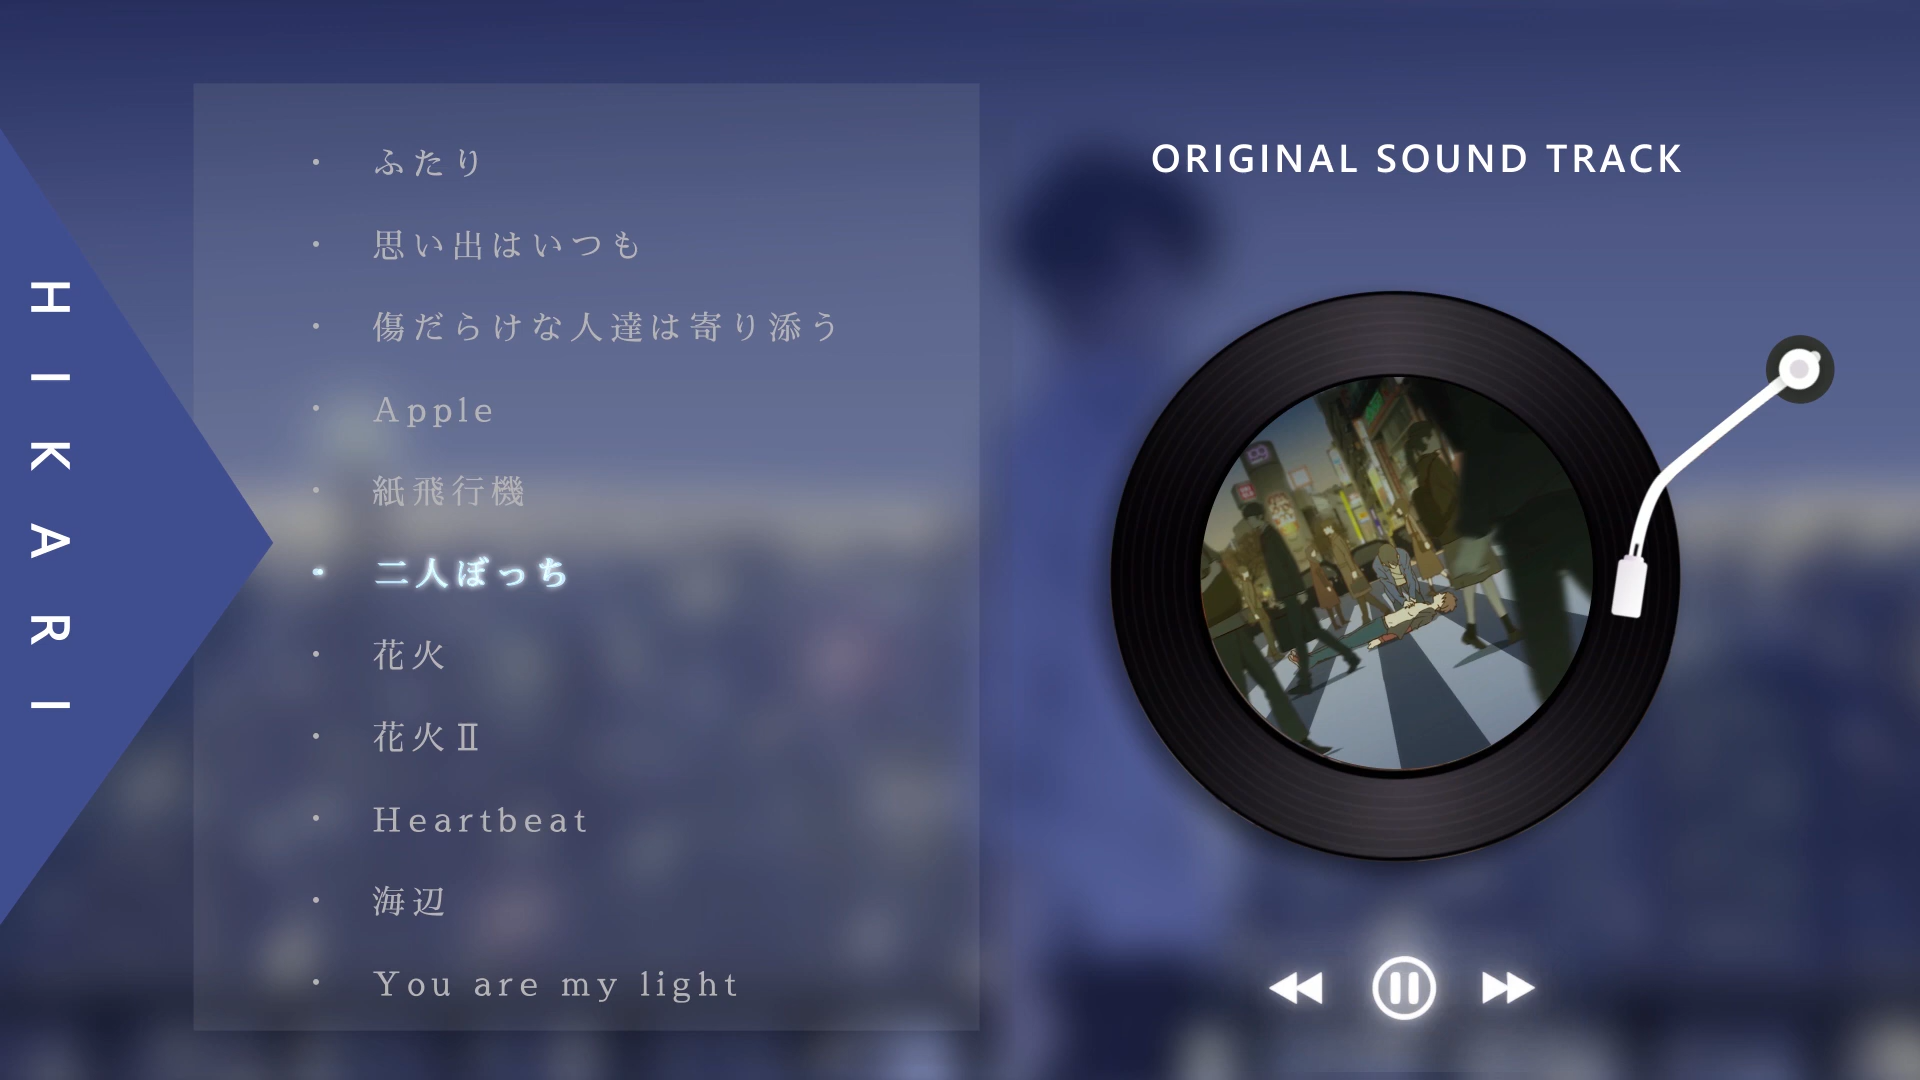 HIKARI
・ ふたり
・ 思い出はいつも
・ 傷だらけな人達は寄り添う
・ Apple
・ 紙飛行機
・ 二人ぼっち
・ 花火
・ 花火Ⅱ
・ Heartbeat
・ 海辺
・ You are my light
ORIGINAL SOUND TRACK